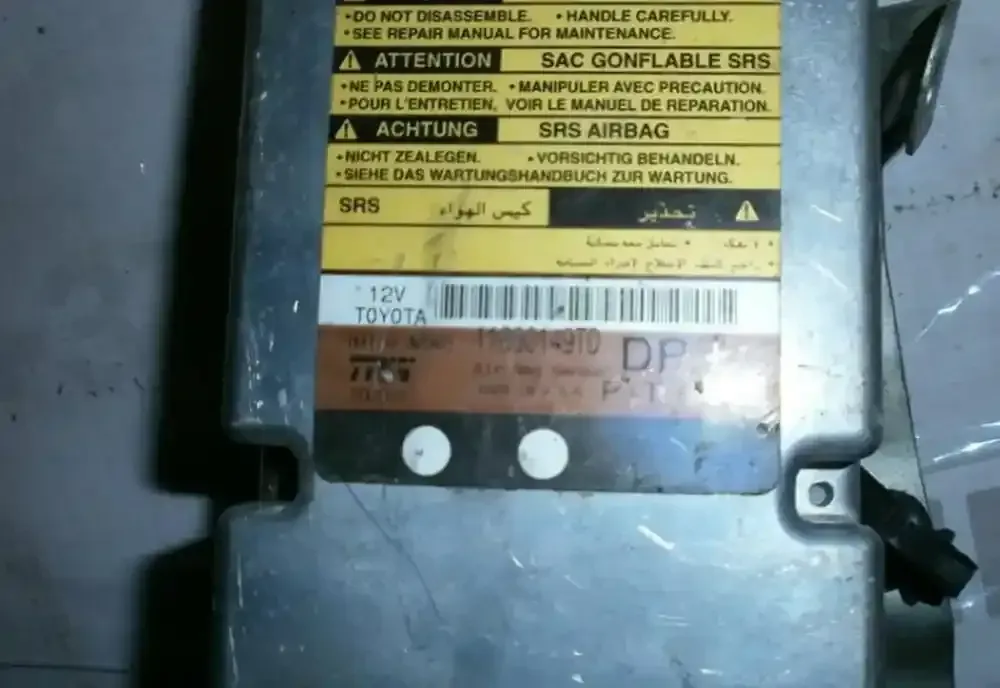 •DO NOT DISASSEMBLE. •HANDLE CAREFULLY.
•SEE REPAIR MANUAL FOR MAINTENANCE.
ATTENTION SAC GONFLABLE SRS
•NE PAS DEMONTER. •MANIPULER AVEC PRECAUTION.
•POUR L'ENTRETIEN, VOIR LE MANUEL DE REPARATION.
ACHTUNG SRS AIRBAG
•NICHT ZEALEGEN. •VORSICHTIG BEHANDELN.
•SIEHE DAS WARTUNGSHANDBUCH ZUR WARTUNG.
تحذير كيس الهواء SRS
12V
TOYOTA
DP
TRW